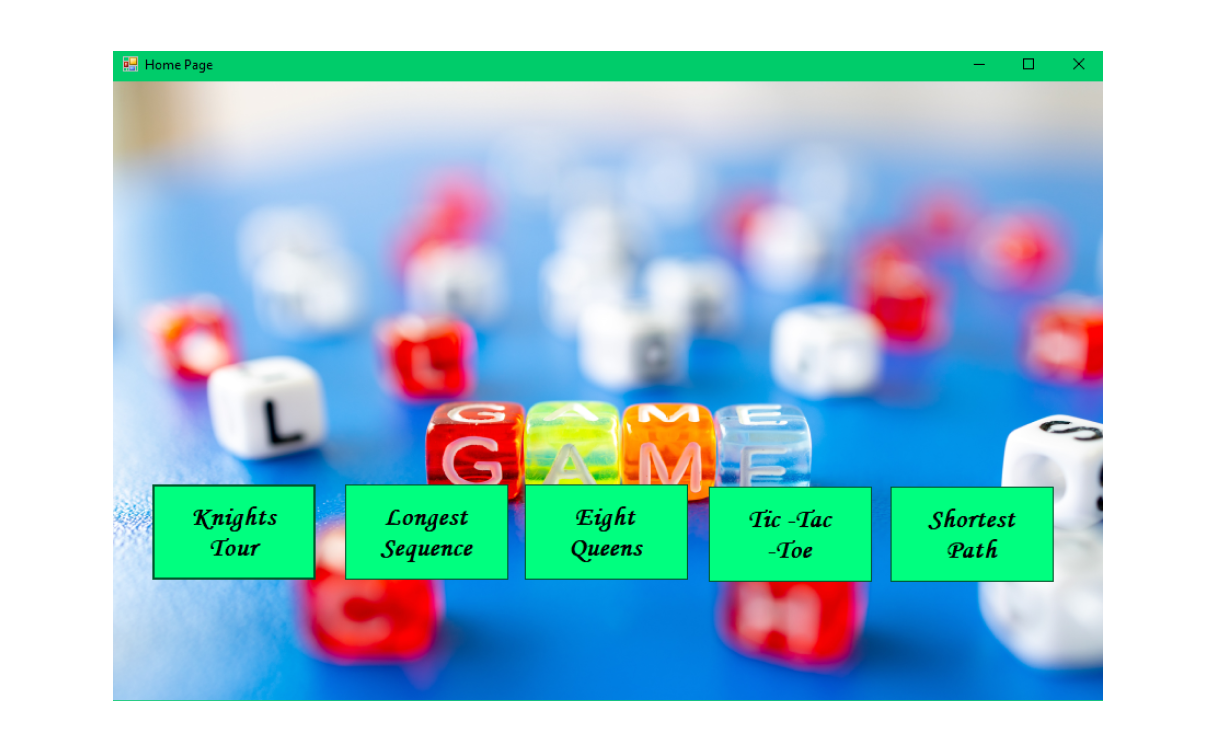 Home Page
L
L
G A M E
G A M E
S
Knights
Tour
Longest
Sequence
Eight
Queens
Tic -Tac
-Toe
Shortest
Path
C
H